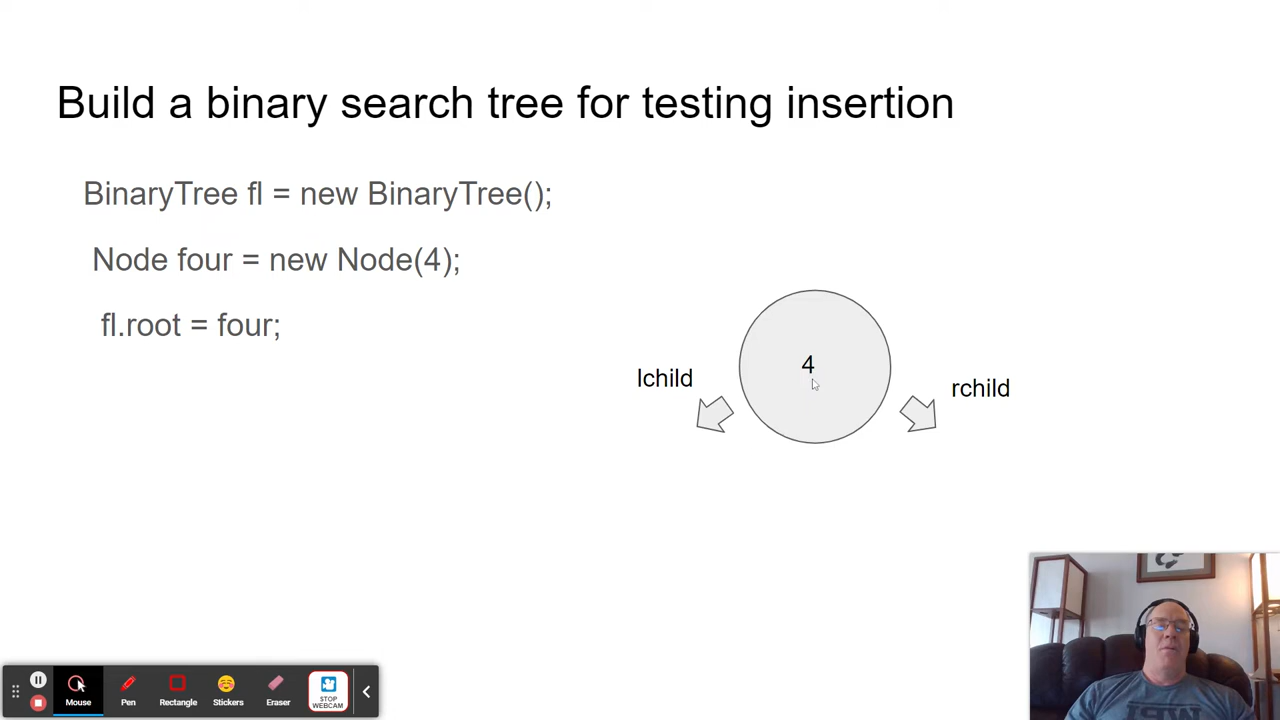 Build a binary search tree for testing insertion
BinaryTree fl = new BinaryTree();
Node four = new Node(4);
fl.root = four;
4
lchild
rchild
Mouse
Pen
Rectangle
Stickers
Eraser
STOP
WEBCAM